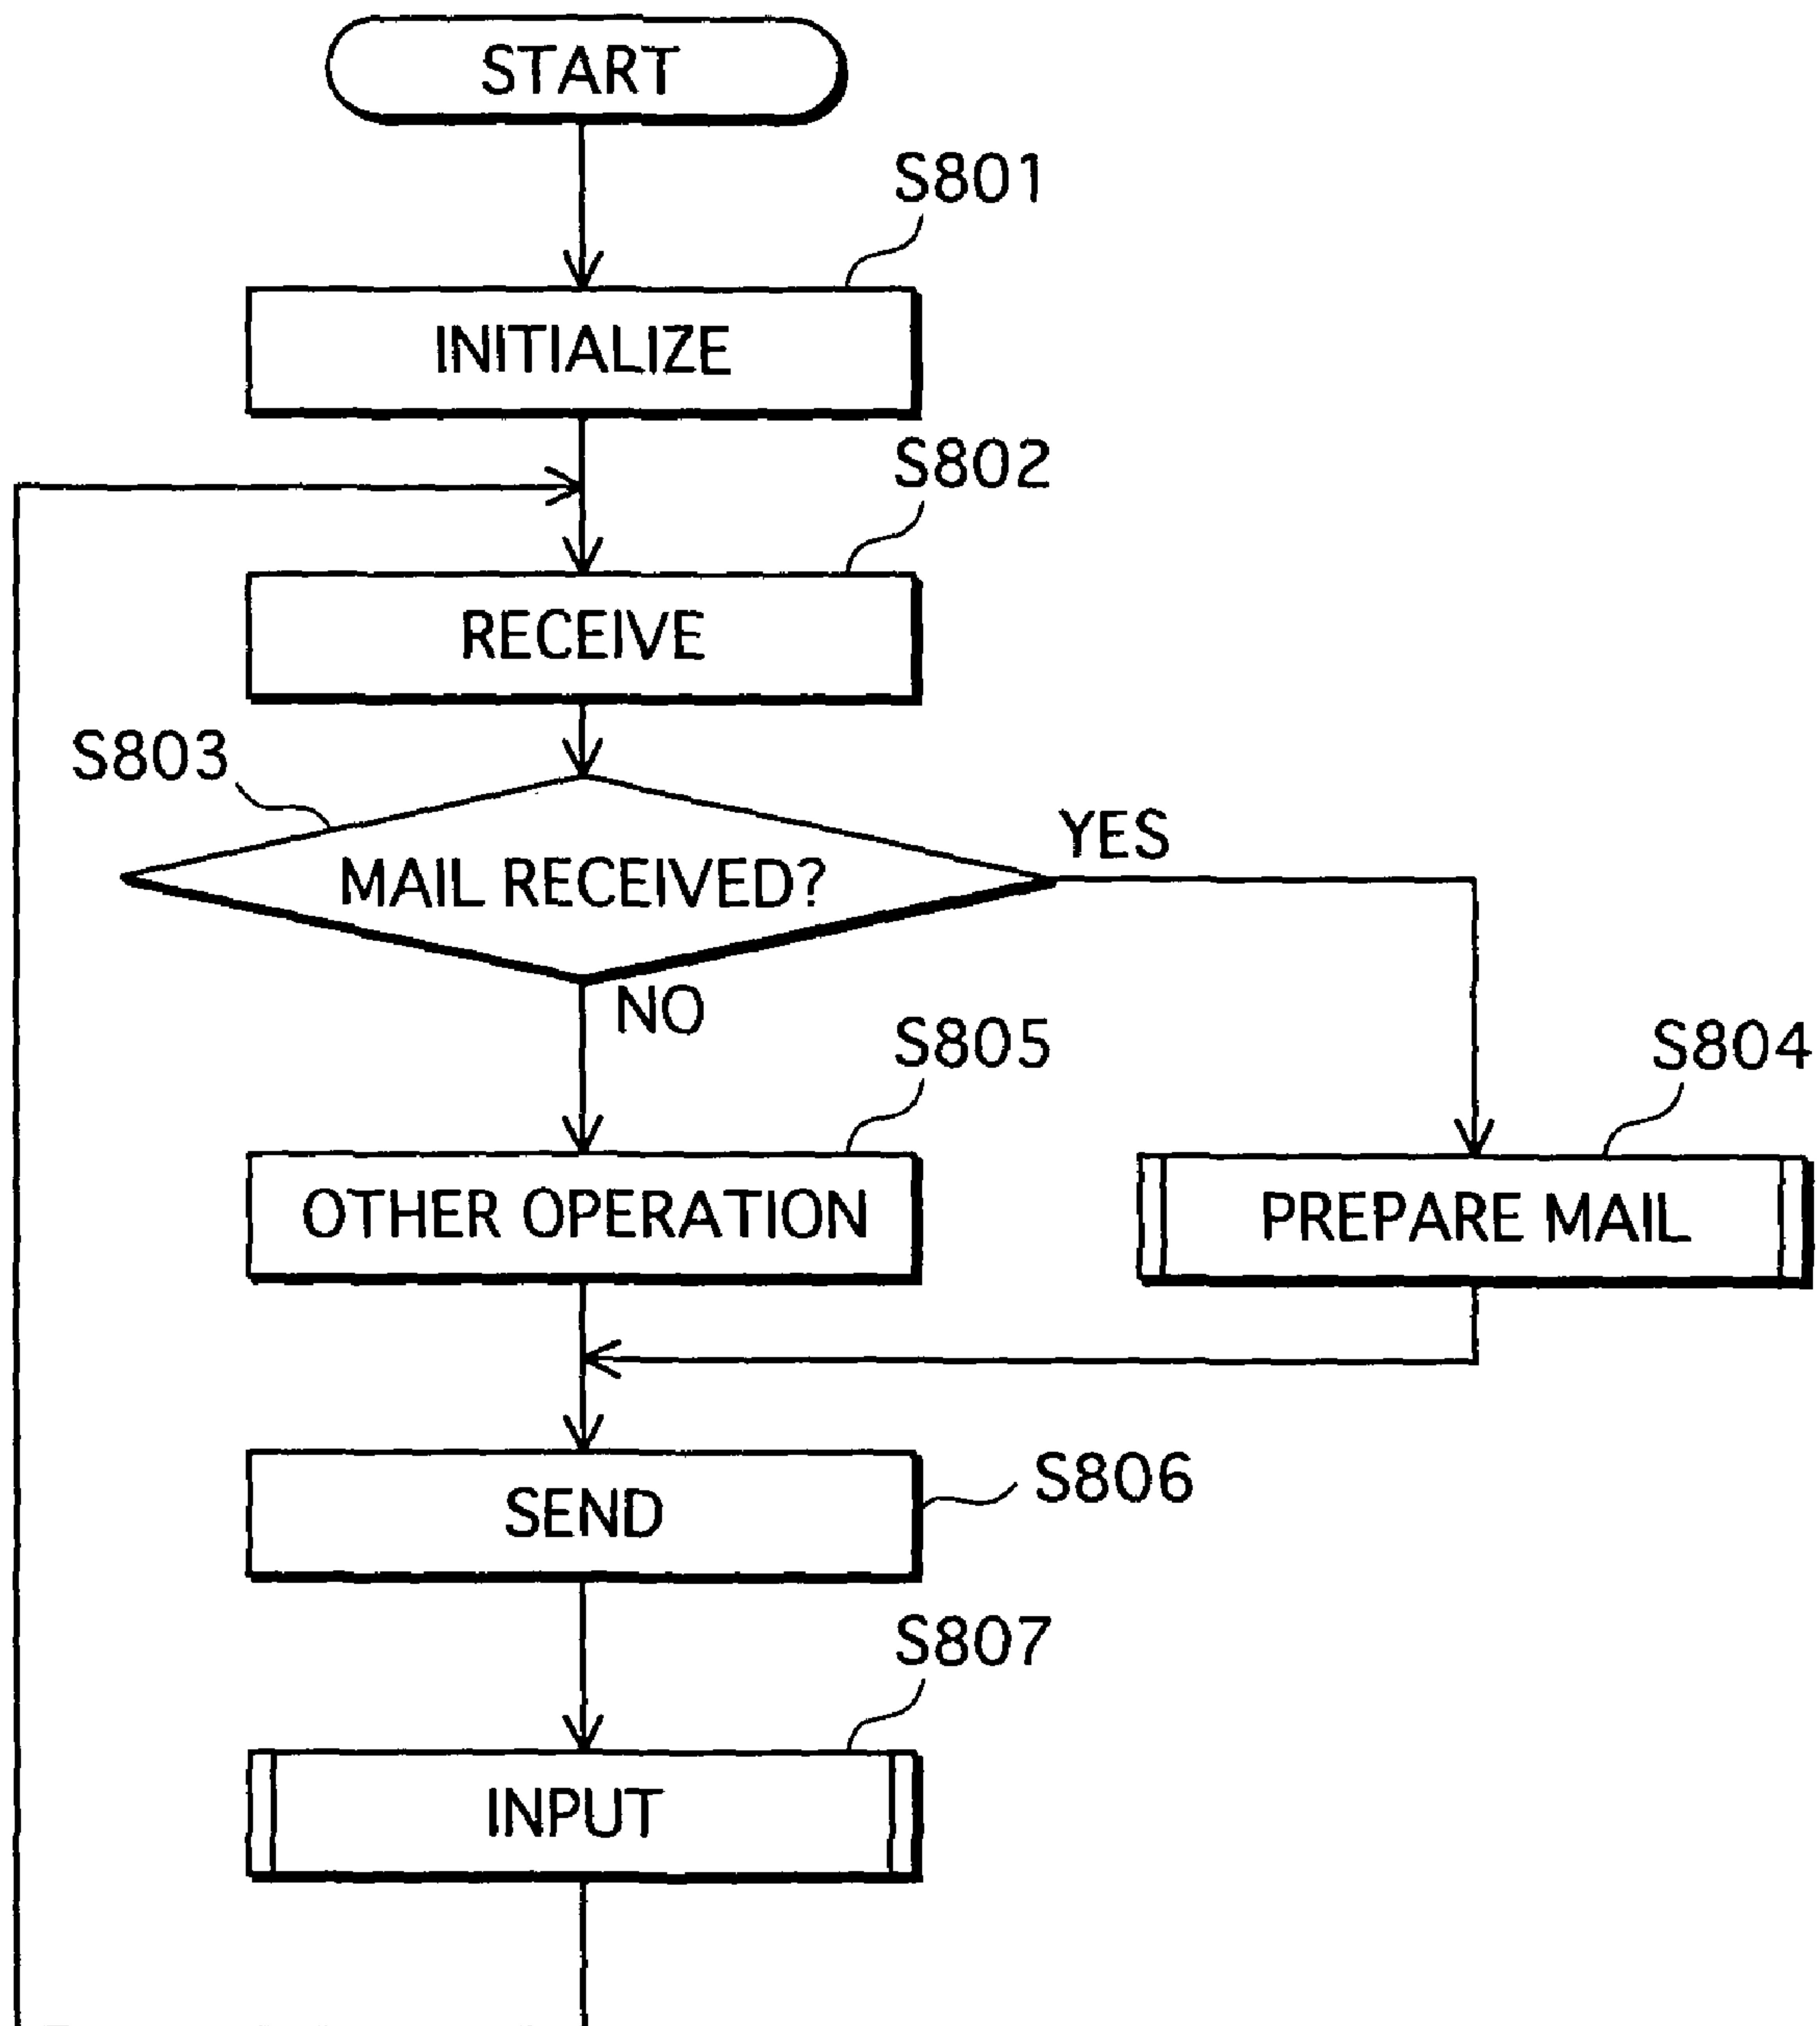 START
S801
INITIALIZE
S802
RECEIVE
S803
MAIL RECEIVED?
YES
NO
S805
S804
OTHER OPERATION
PREPARE MAIL
SEND
S806
S807
INPUT